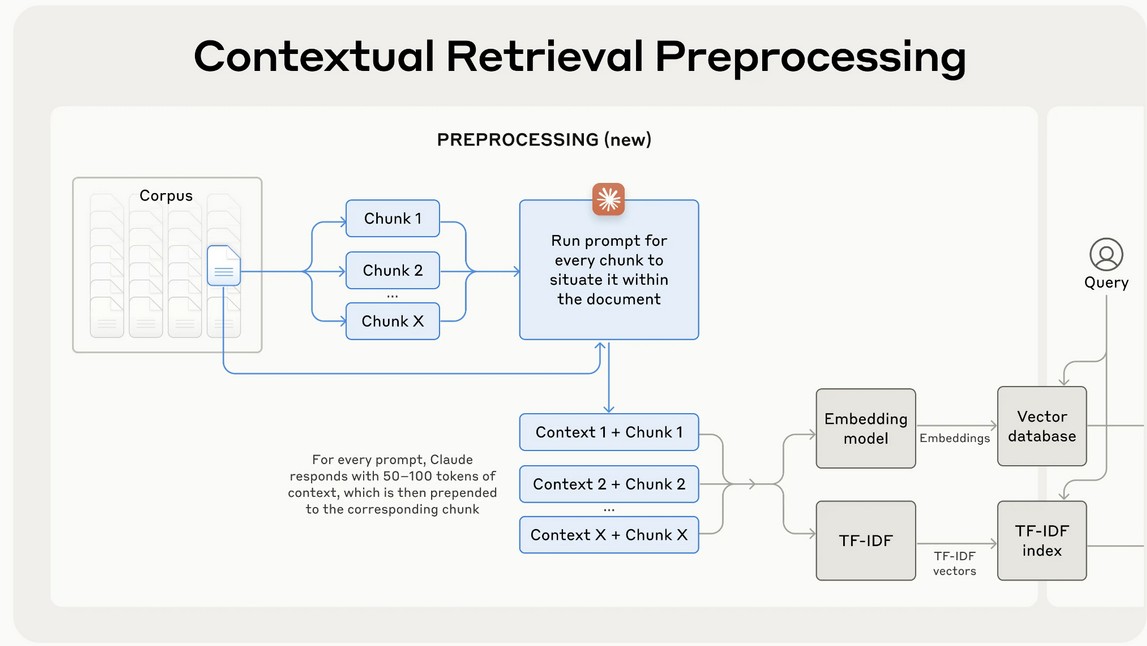 Contextual Retrieval Preprocessing
PREPROCESSING (new)
Corpus
Chunk 1
Chunk 2
...
Chunk X
Run prompt for
every chunk to
situate it within
the document
Query
For every prompt, Claude
responds with 50–100 tokens of
context, which is then prepended
to the corresponding chunk
Context 1 + Chunk 1
Context 2 + Chunk 2
...
Context X + Chunk X
Embedding
model
Embeddings
Vector
database
TF-IDF
TF-IDF
vectors
TF-IDF
index